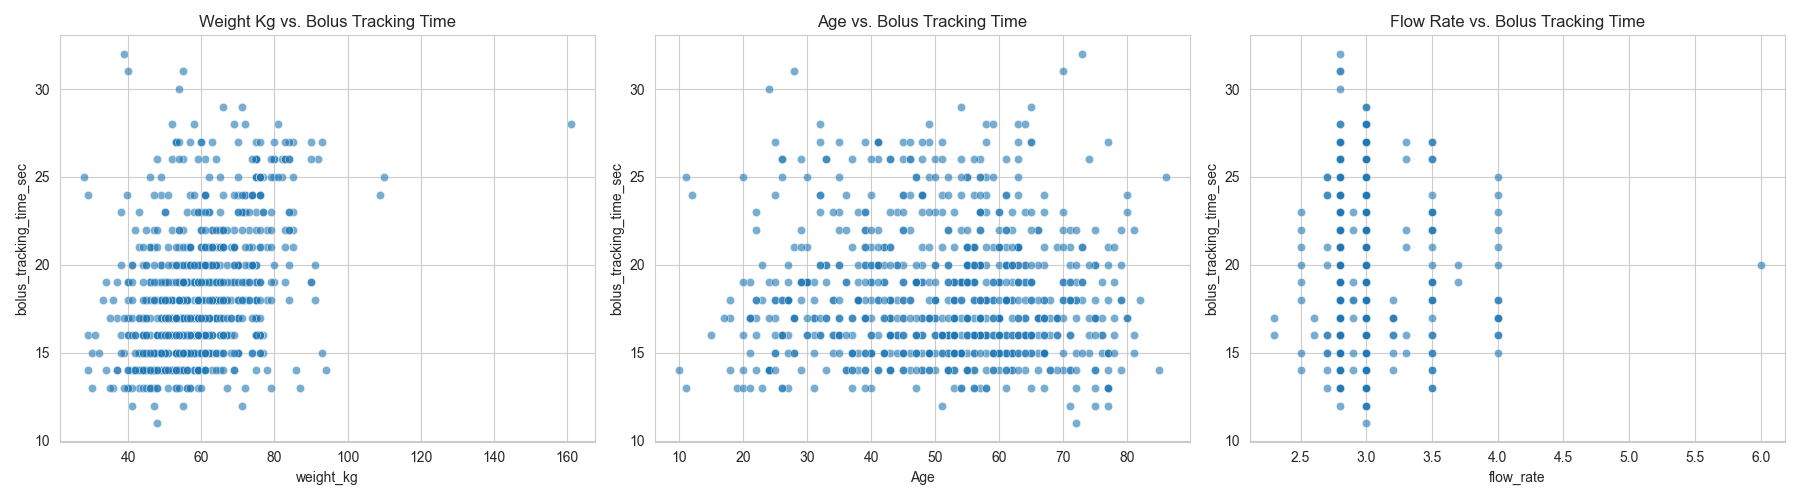 Weight Kg vs. Bolus Tracking Time
30
25
20
15
10
bolus_tracking_time_sec
40 60 80 100 120 140 160
weight_kg
Age vs. Bolus Tracking Time
30
25
20
15
10
bolus_tracking_time_sec
10 20 30 40 50 60 70 80
Age
Flow Rate vs. Bolus Tracking Time
30
25
20
15
10
bolus_tracking_time_sec
2.5 3.0 3.5 4.0 4.5 5.0 5.5 6.0
flow_rate